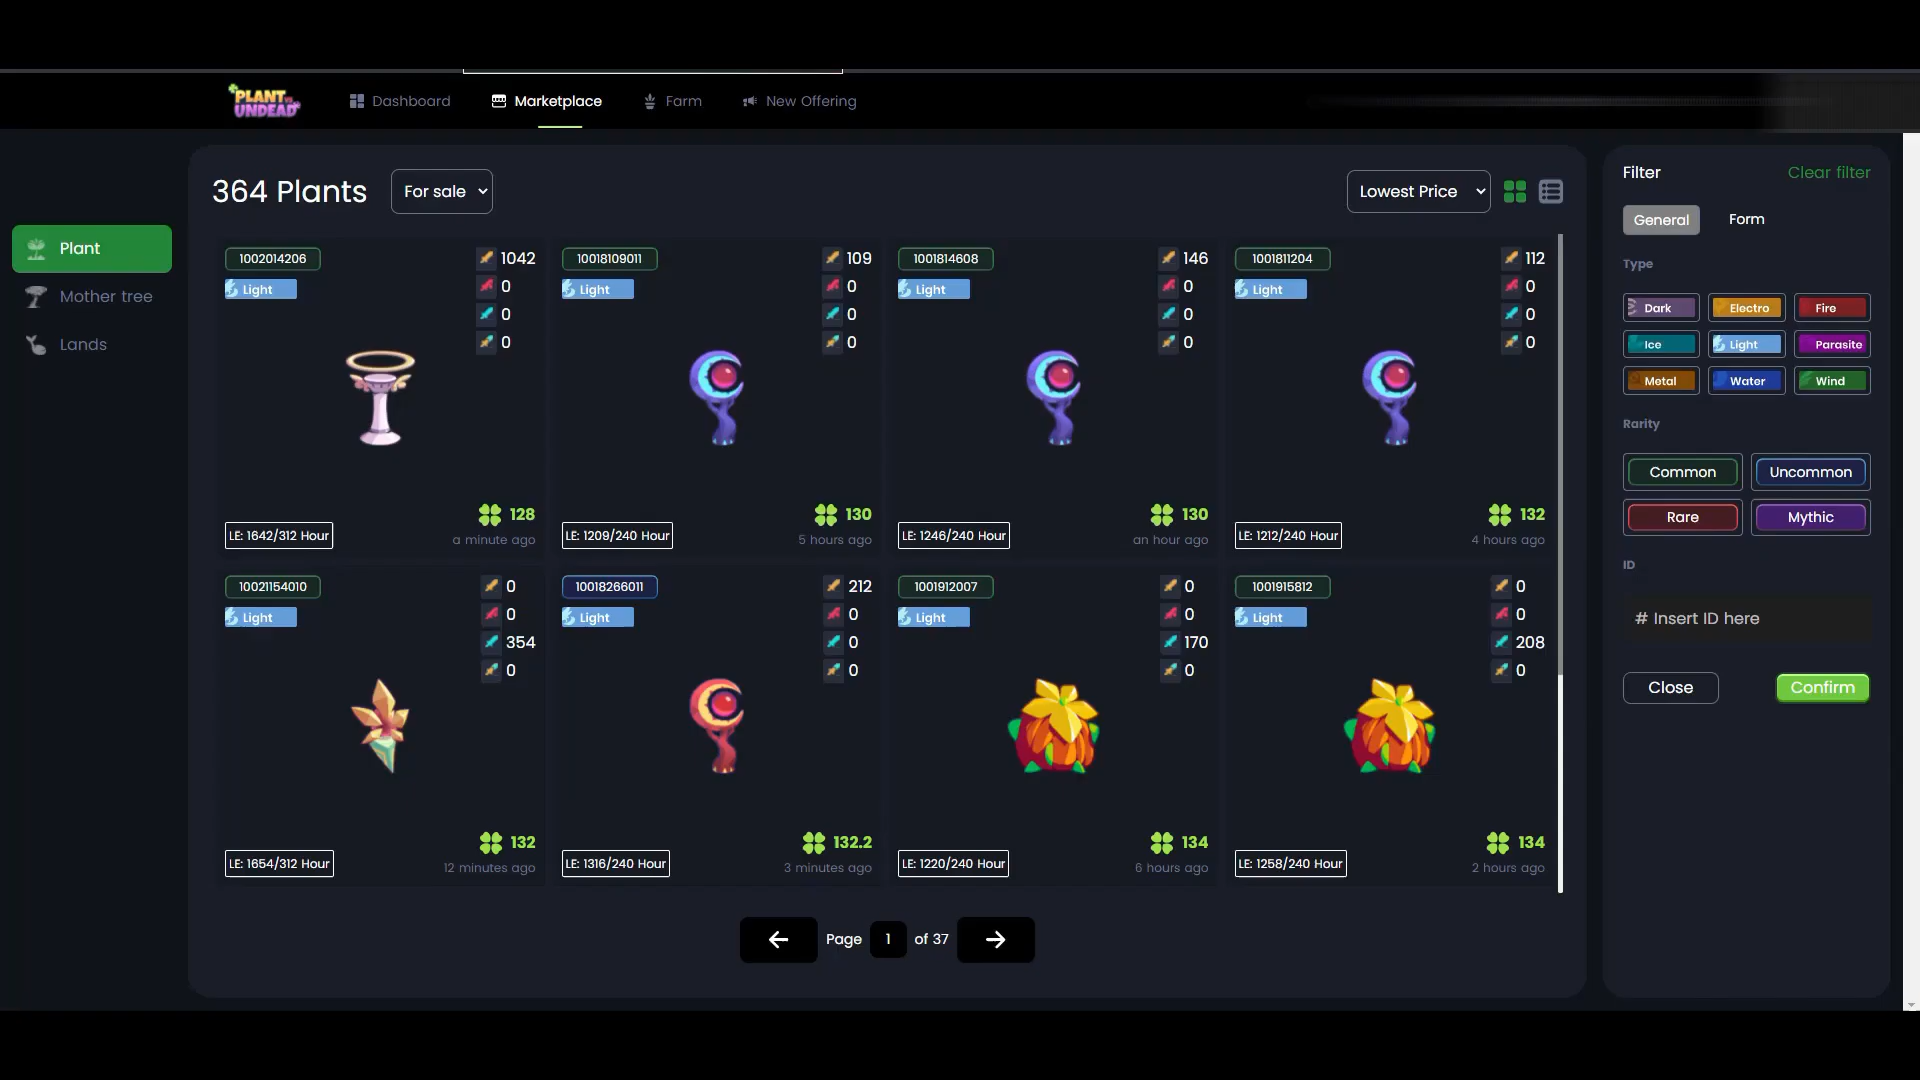 PLANT VS
UNDEAD
Dashboard
Marketplace
Farm
New Offering
364 Plants
For sale
Lowest Price
Plant
Mother tree
Lands
1002014206
Light
1042
0
0
0
LE: 1642/312 Hour
128
a minute ago
10018109011
Light
109
0
0
0
LE: 1209/240 Hour
130
5 hours ago
1001814608
Light
146
0
0
0
LE: 1246/240 Hour
130
an hour ago
1001811204
Light
112
0
0
0
LE: 1212/240 Hour
132
4 hours ago
10021154010
Light
0
0
354
0
LE: 1654/312 Hour
132
12 minutes ago
10018266011
Light
212
0
0
0
LE: 1316/240 Hour
132.2
3 minutes ago
1001912007
Light
0
0
170
0
LE: 1220/240 Hour
134
6 hours ago
1001915812
Light
0
0
208
0
LE: 1258/240 Hour
134
2 hours ago
Page 1 of 37
Filter
Clear filter
General
Form
Type
Dark
Electro
Fire
Ice
Light
Parasite
Metal
Water
Wind
Rarity
Common
Uncommon
Rare
Mythic
ID
# Insert ID here
Close
Confirm